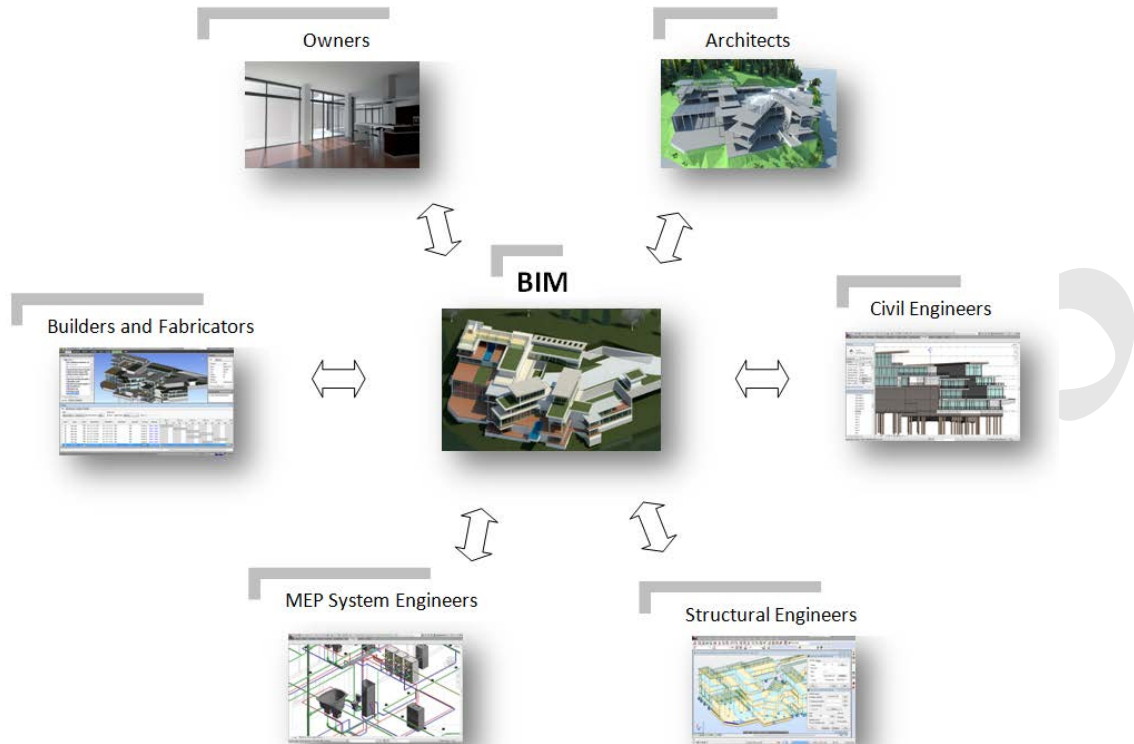 Owners
Architects
BIM
Builders and Fabricators
Civil Engineers
MEP System Engineers
Structural Engineers